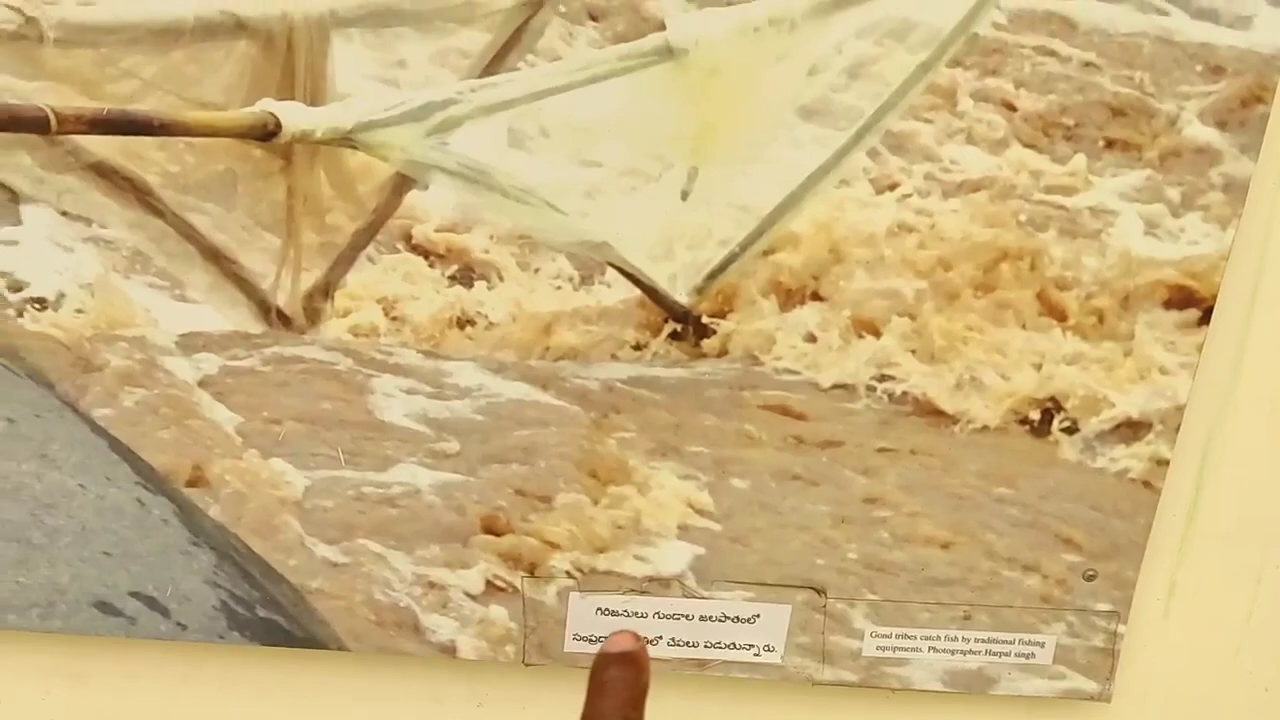 గిరిజనులు గుండాల జలపాతంలో
చేపలు పడుతున్నారు.
Gond tribes catch fish by traditional fishing
equipments. Photographer.Harpal singh